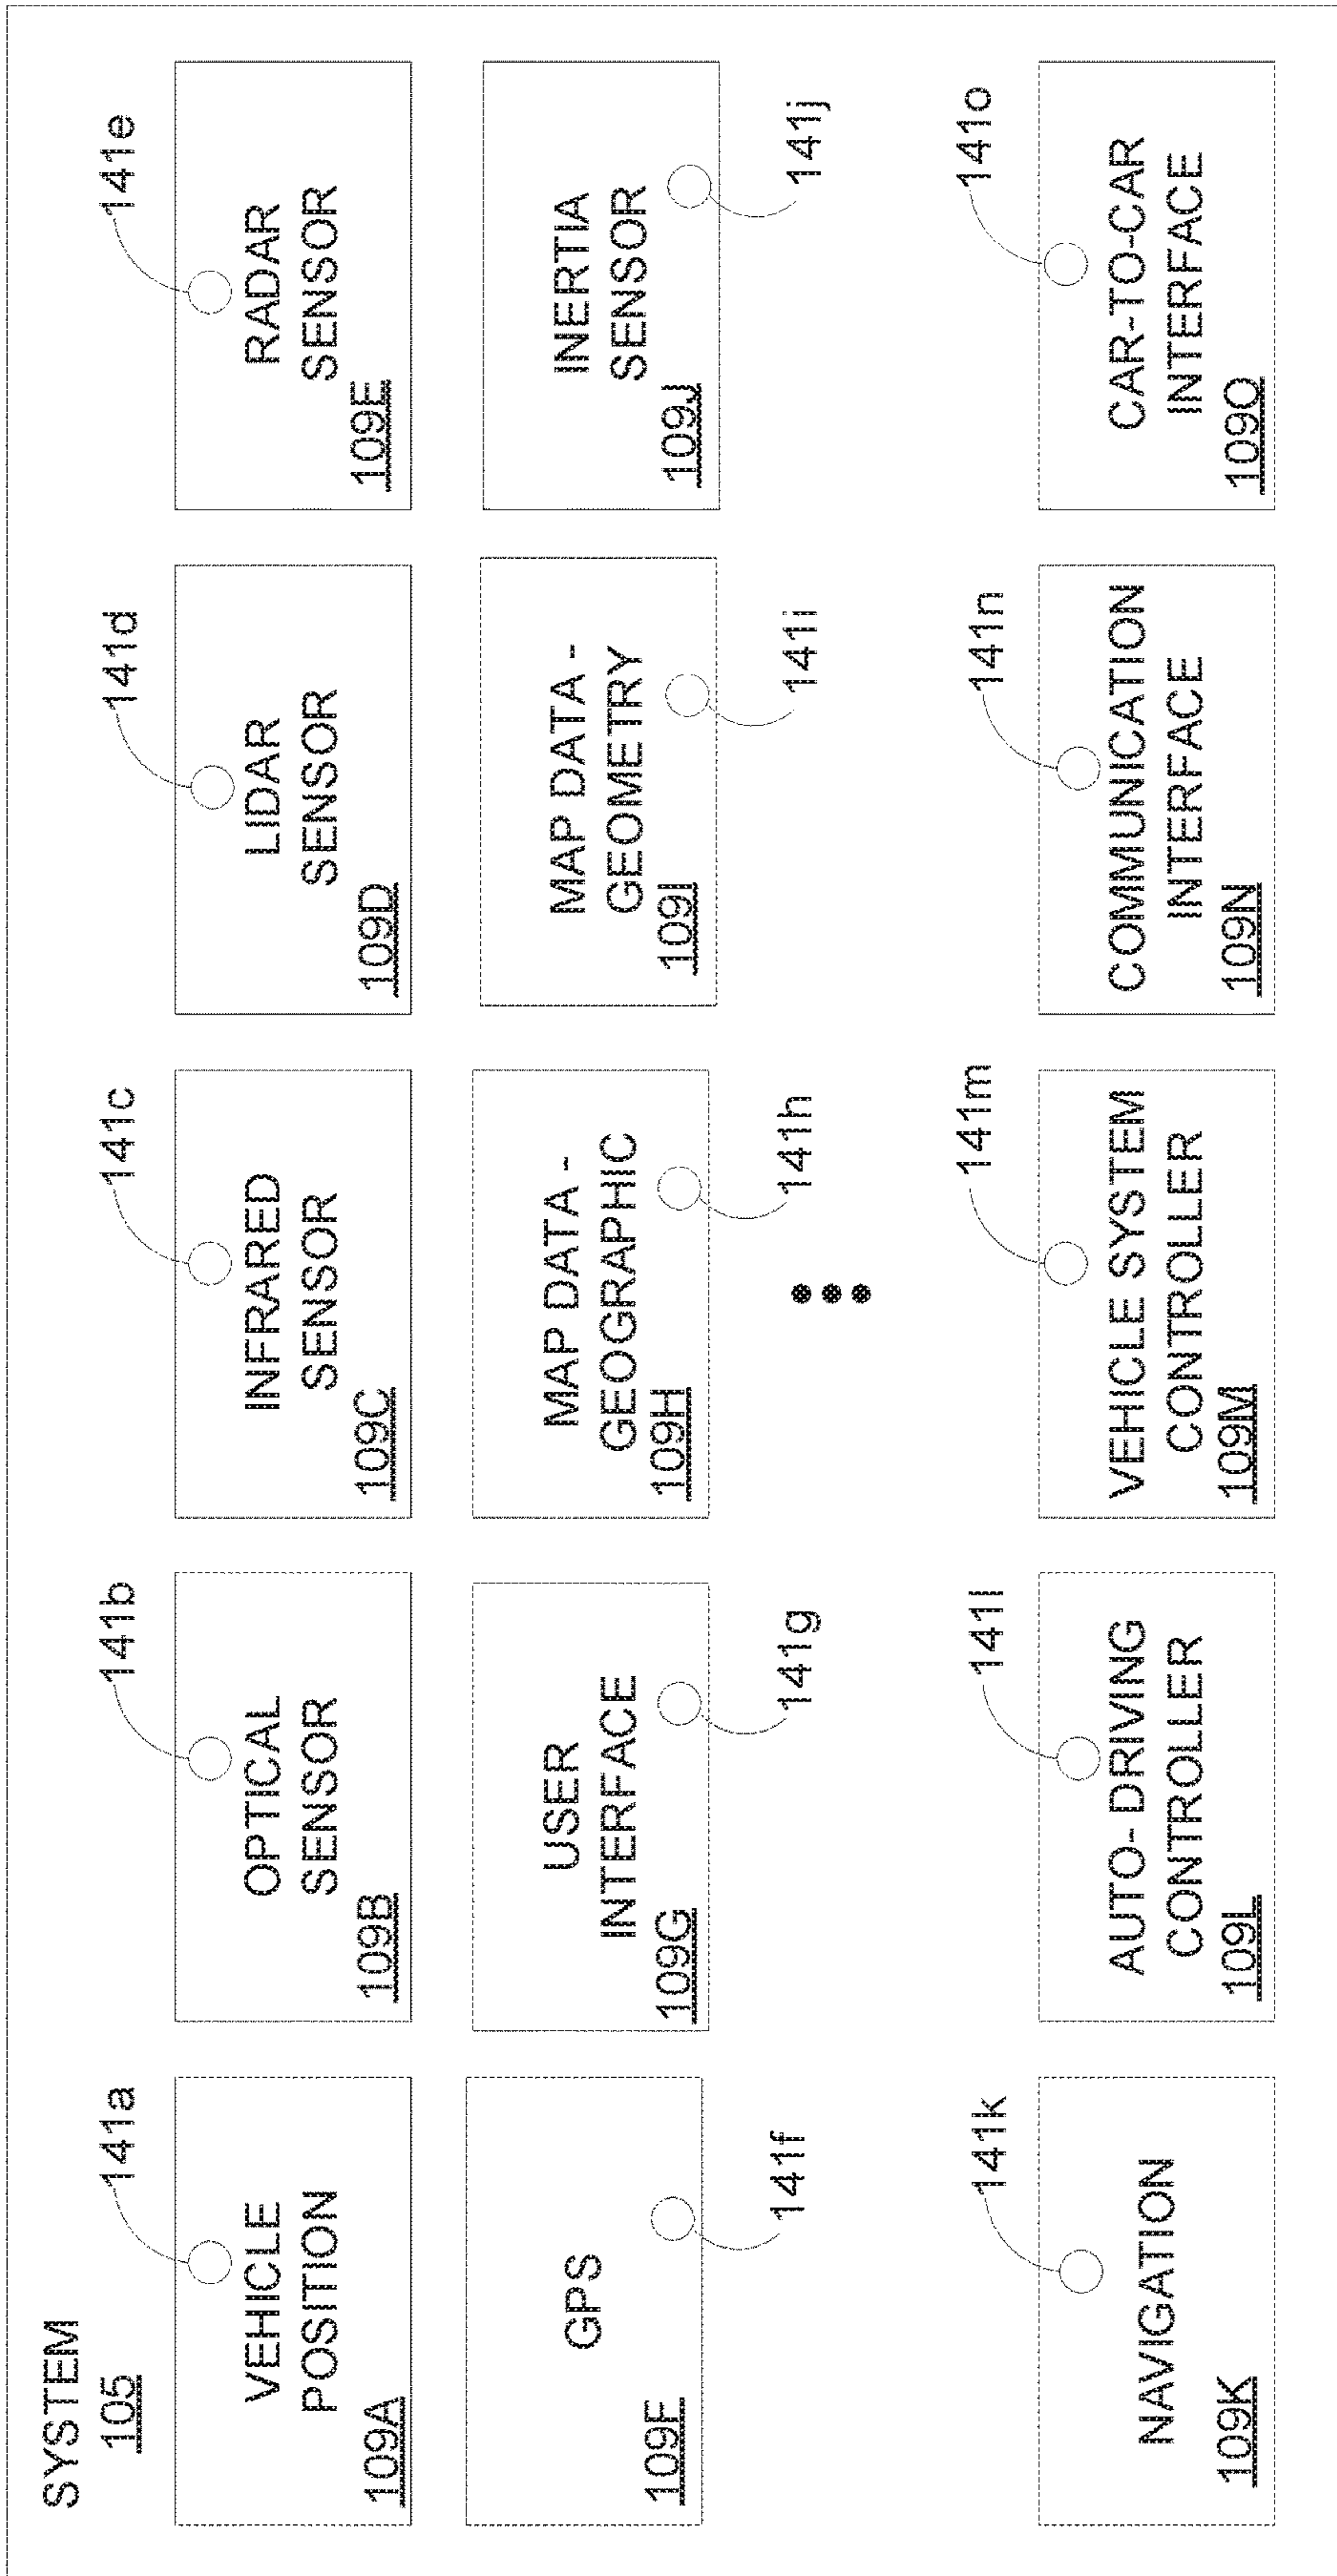 SYSTEM
105
141a
VEHICLE
POSITION
109A
141b
OPTICAL
SENSOR
109B
141c
INFRARED
SENSOR
109C
141d
LIDAR
SENSOR
109D
141e
RADAR
SENSOR
109E
GPS
109F
141f
USER
INTERFACE
109G
141g
MAP DATA -
GEOGRAPHIC
109H
141h
MAP DATA -
GEOMETRY
109I
141i
INERTIA
SENSOR
109J
141j
141k
NAVIGATION
109K
141l
AUTO- DRIVING
CONTROLLER
109L
141m
VEHICLE SYSTEM
CONTROLLER
109M
141n
COMMUNICATION
INTERFACE
109N
141o
CAR-TO-CAR
INTERFACE
109O